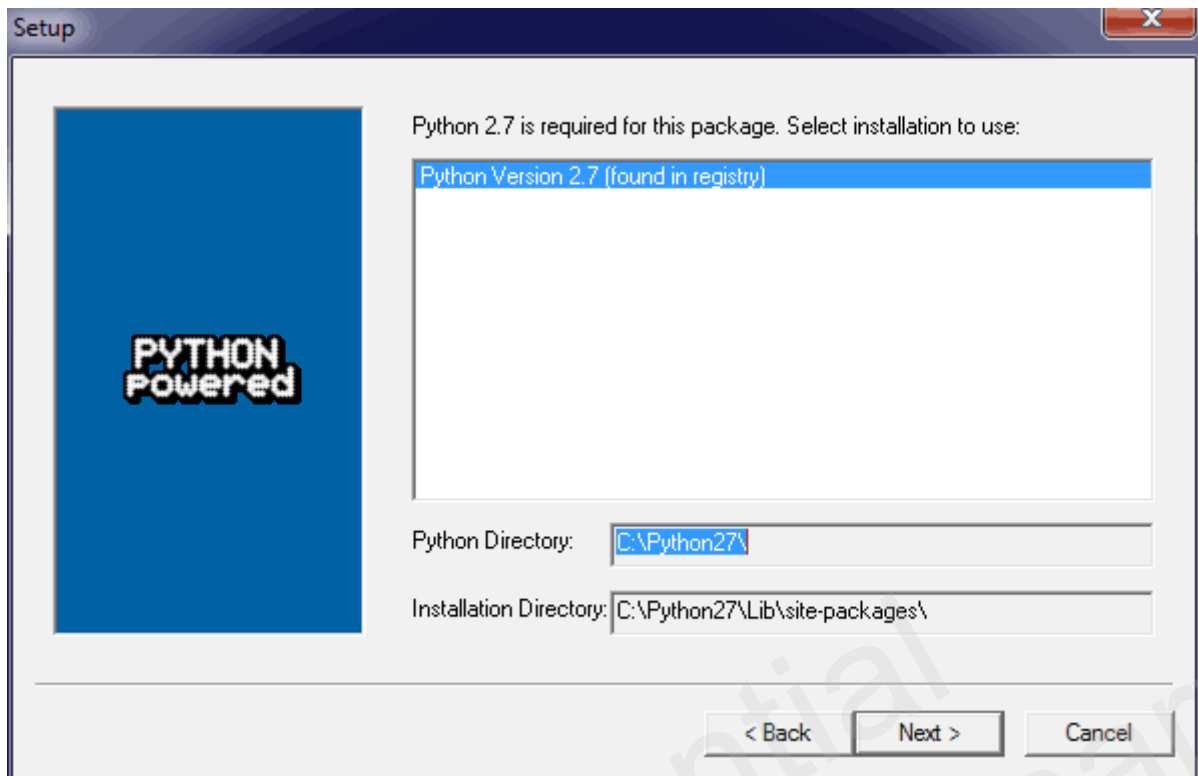 Setup
Python 2.7 is required for this package. Select installation to use:
Python Version 2.7 (found in registry)
PYTHON
powered
Python Directory: C:\Python27\
Installation Directory: C:\Python27\Lib\site-packages\
< Back Next > Cancel